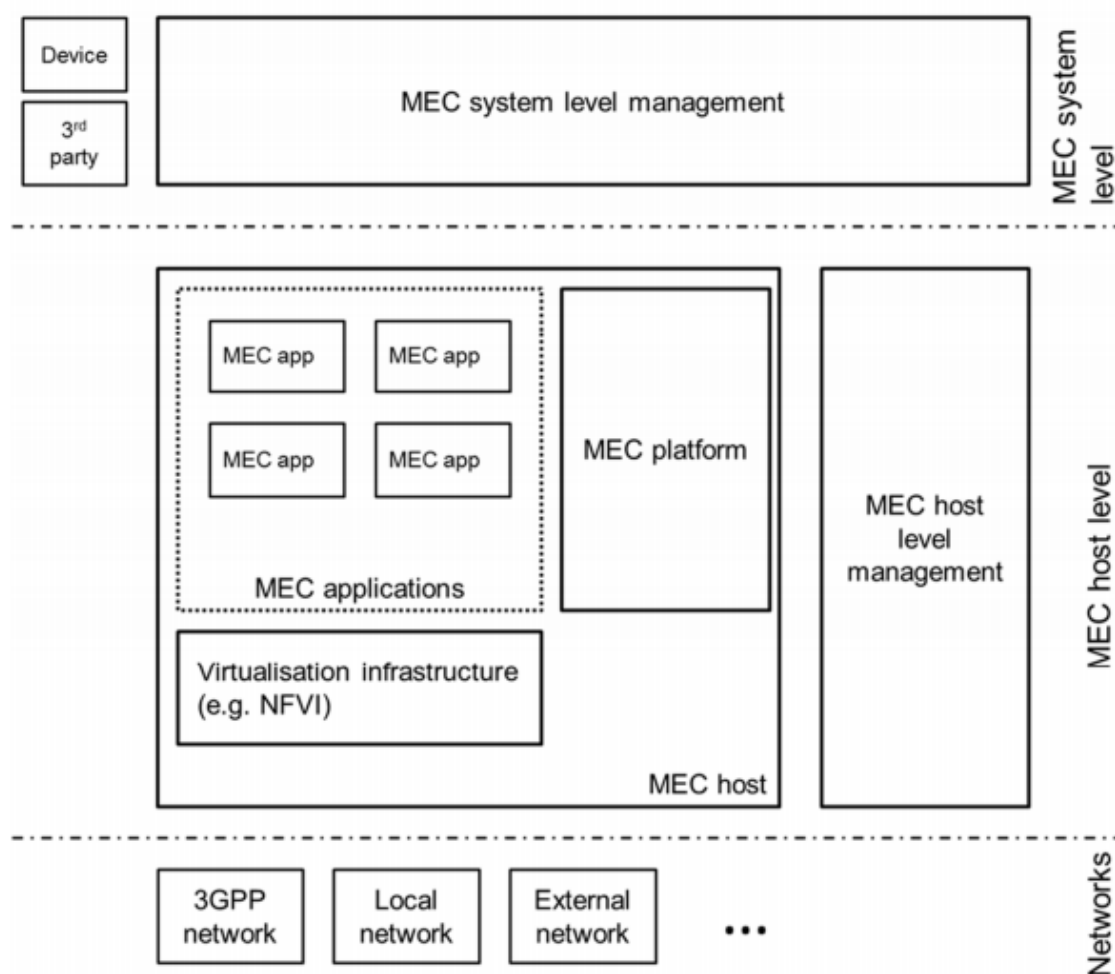 Device
3rd
party
MEC system level management
MEC system
level
MEC app
MEC app
MEC app
MEC app
MEC applications
MEC platform
Virtualisation infrastructure
(e.g. NFVI)
MEC host
MEC host
level
management
MEC host level
3GPP
network
Local
network
External
network
...
Networks